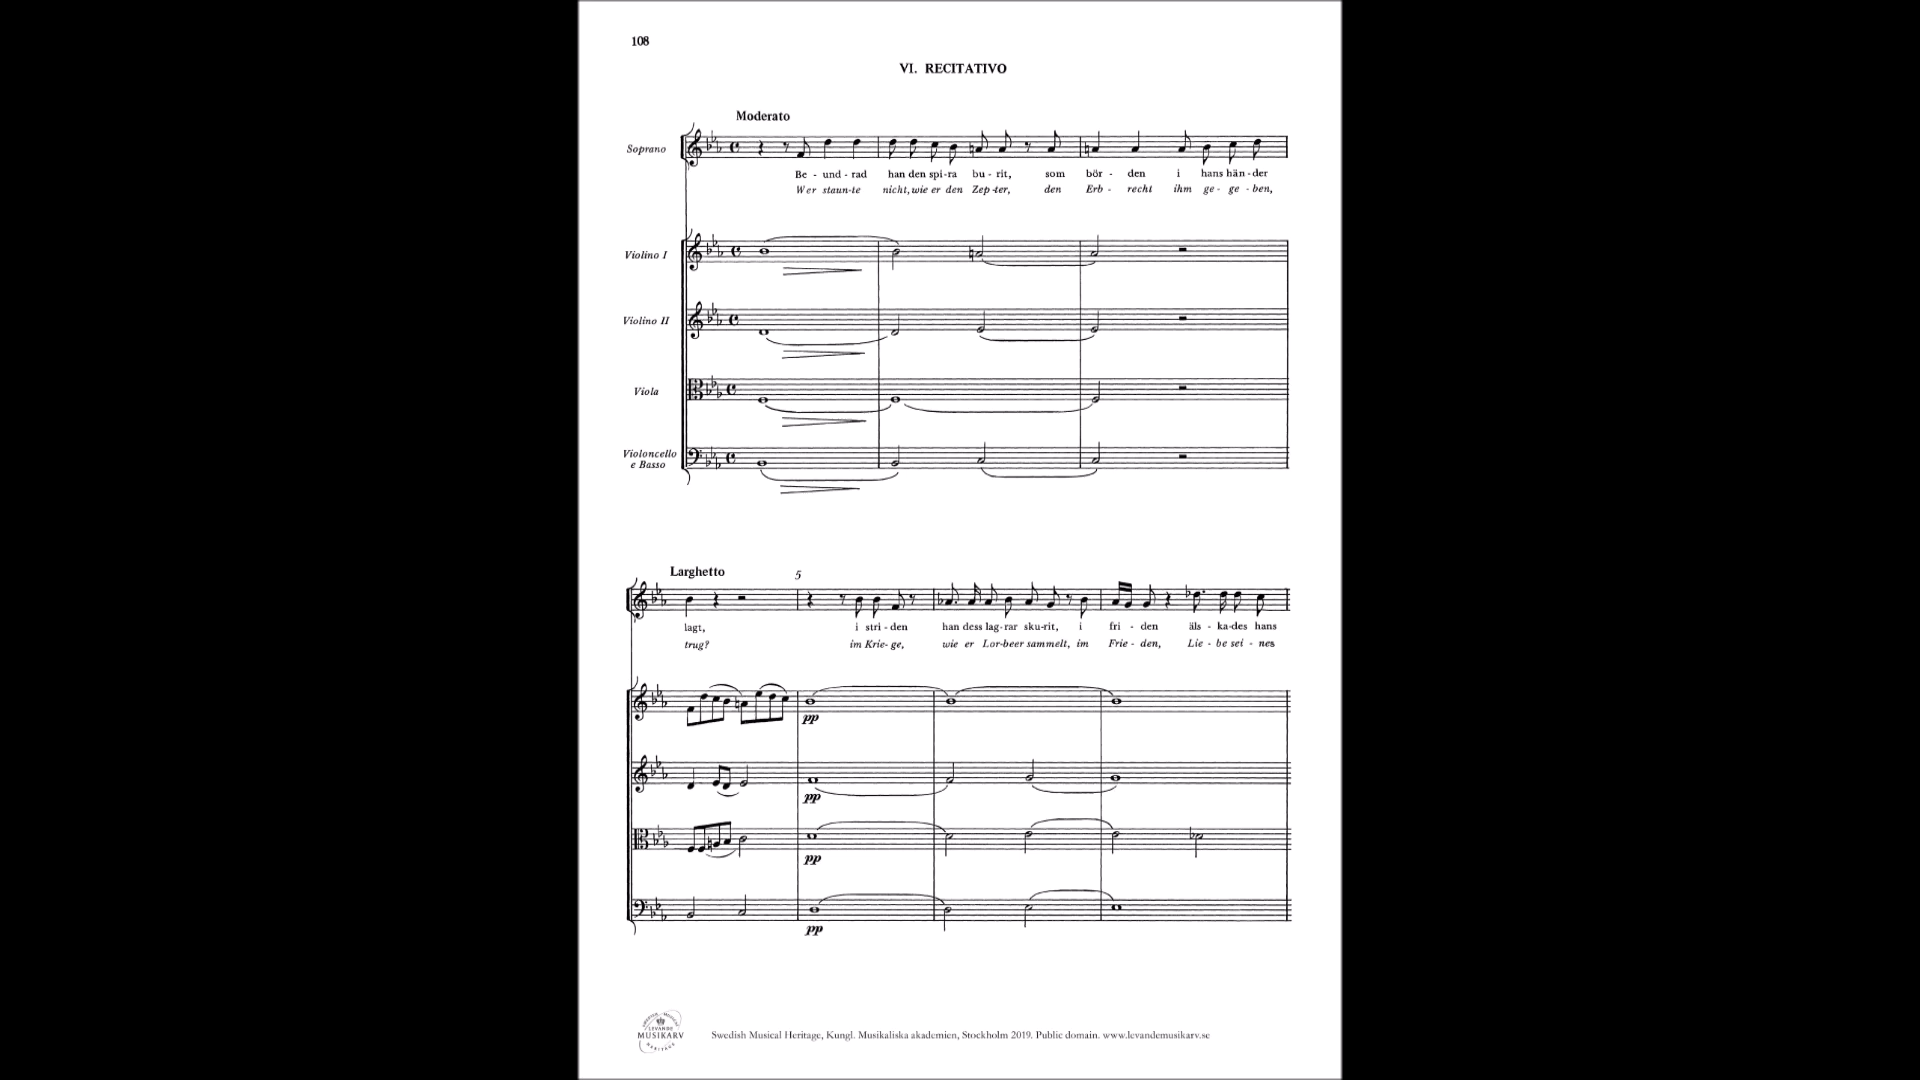 108
VI. RECITATIVO
Moderato
Soprano
Be - und - rad han den spi-ra bu - rit, som bör - den i hans hän - der
Wer staun-te nicht, wie er den Zep-ter, den Erb - recht ihm ge - ge - ben,
Violino I
Violino II
Viola
Violoncello
e Basso
Larghetto 5
lagt, i stri - den han dess lag-rar sku-rit, i fri - den äls - ka-des hans
trug? im Krie- ge, wie er Lor-beer sammelt, im Frie - den, Lie - be sei - nes
pp
pp
pp
pp
LEVANDE
MUSIKARV
Swedish Musical Heritage, Kungl. Musikaliska akademien, Stockholm 2019. Public domain. www.levandemusikarv.se